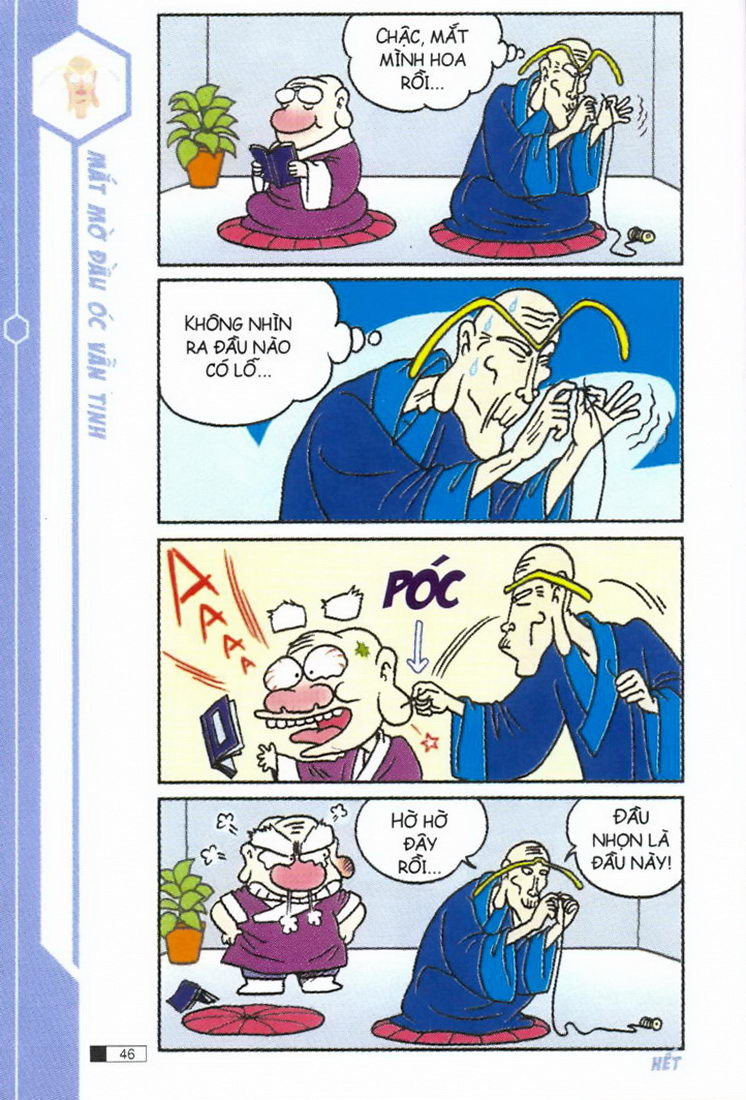 MẮT MỜ ĐẦU ÓC VẪN TINH
CHẬC, MẮT
MÌNH HOA
RỒI...
KHÔNG NHÌN
RA ĐẦU NÀO
CÓ LỖ...
AAAAA
PÓC
HỜ HỜ
ĐÂY
RỒI...
ĐẦU
NHỌN LÀ
ĐẦU NÀY!
46
HẾT